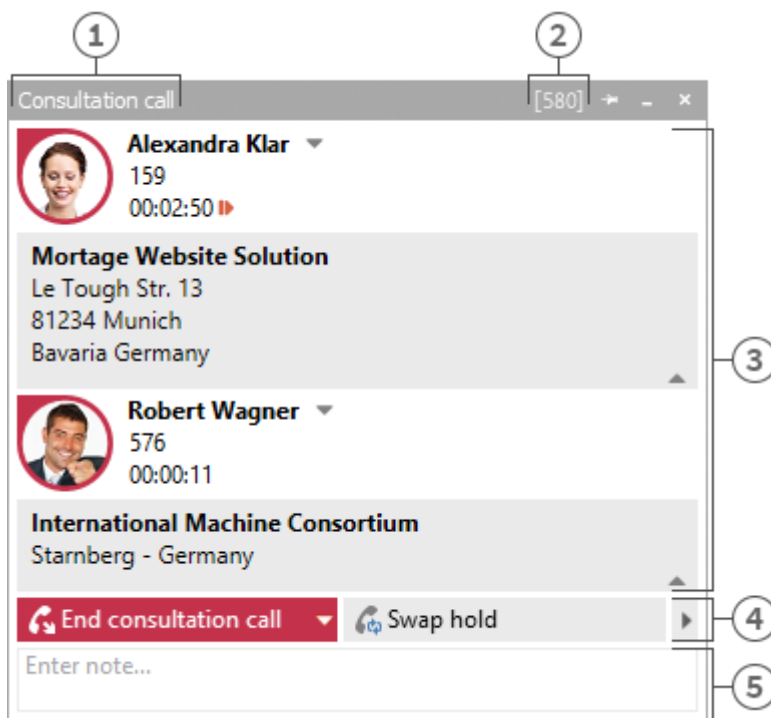 1
2
Consultation call [580]
Alexandra Klar
159
00:02:50
Mortage Website Solution
Le Tough Str. 13
81234 Munich
Bavaria Germany
3
Robert Wagner
576
00:00:11
International Machine Consortium
Starnberg - Germany
End consultation call
Swap hold
4
Enter note...
5